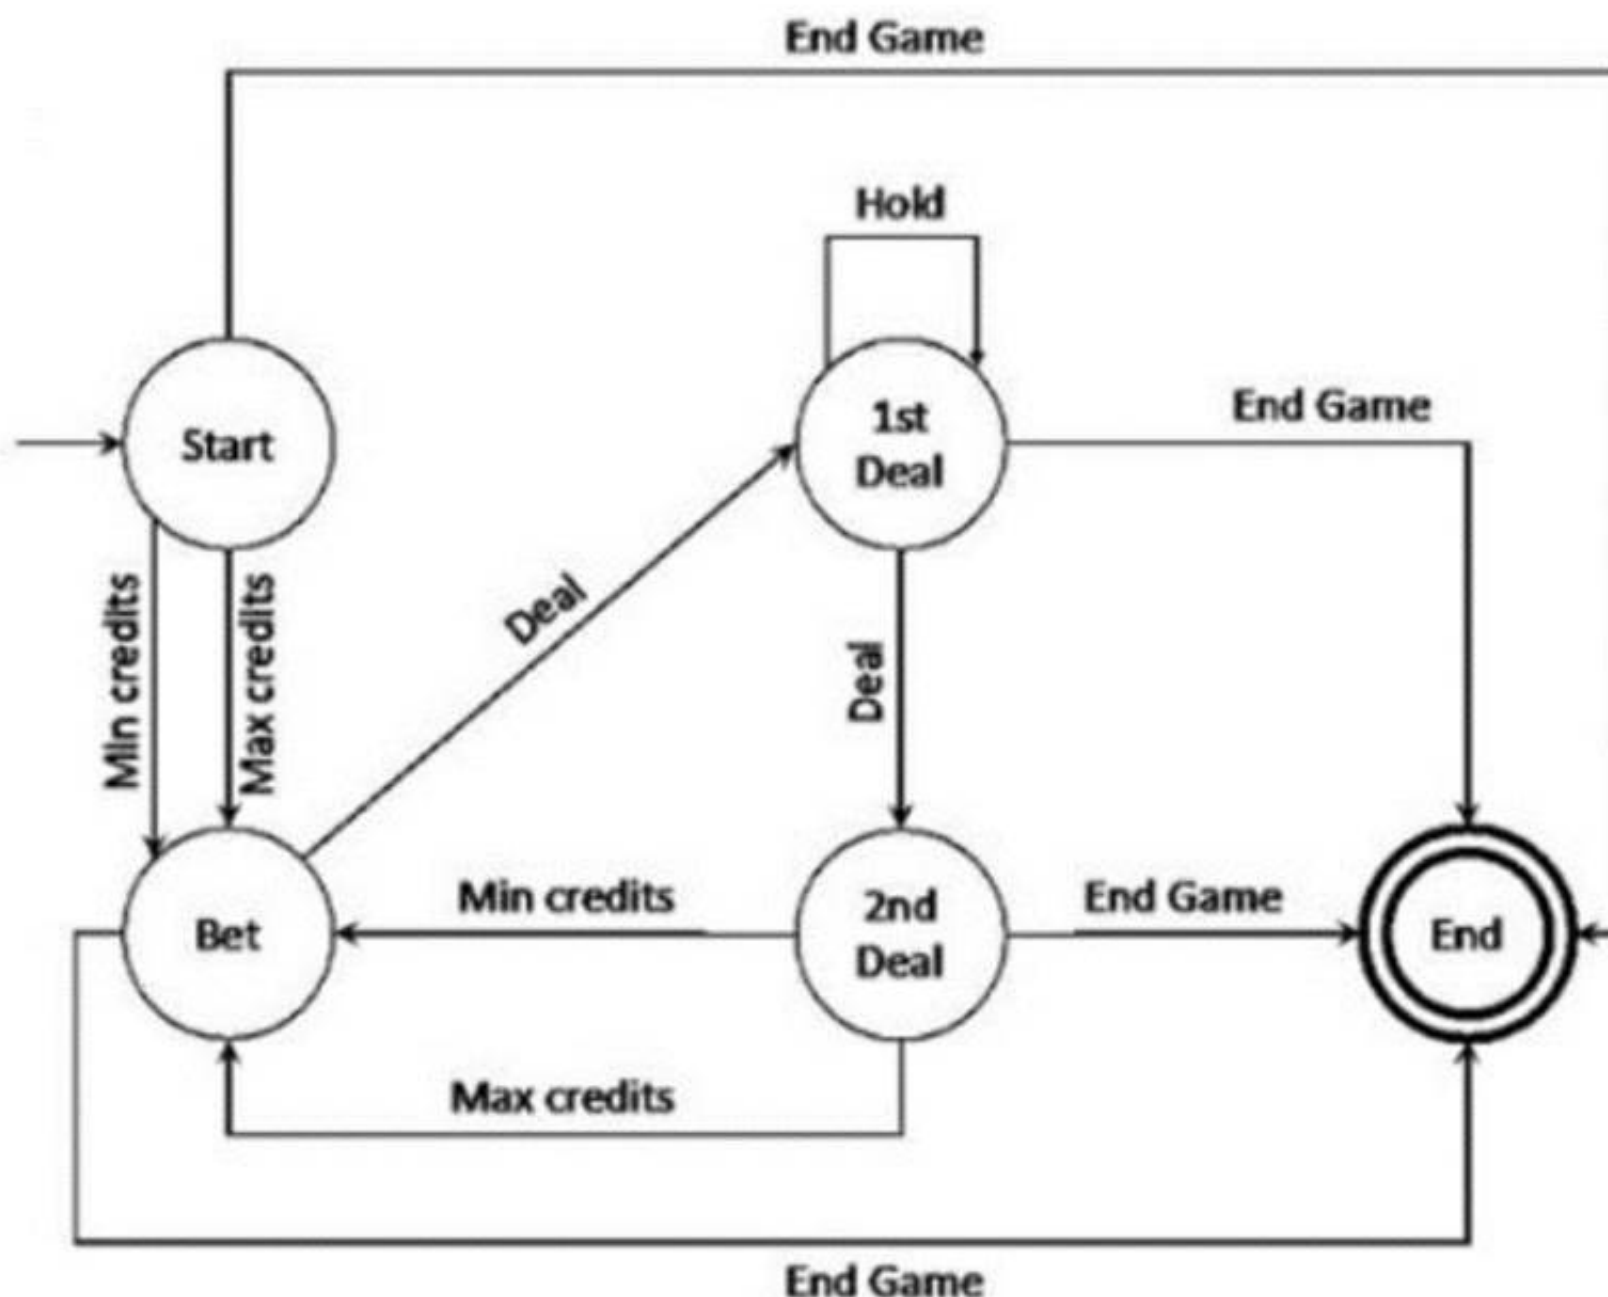 End Game
Hold
1st
Deal
End Game
Start
Min credits
Max credits
Deal
Deal
Min credits
End Game
2nd
Deal
Bet
End
Max credits
End Game